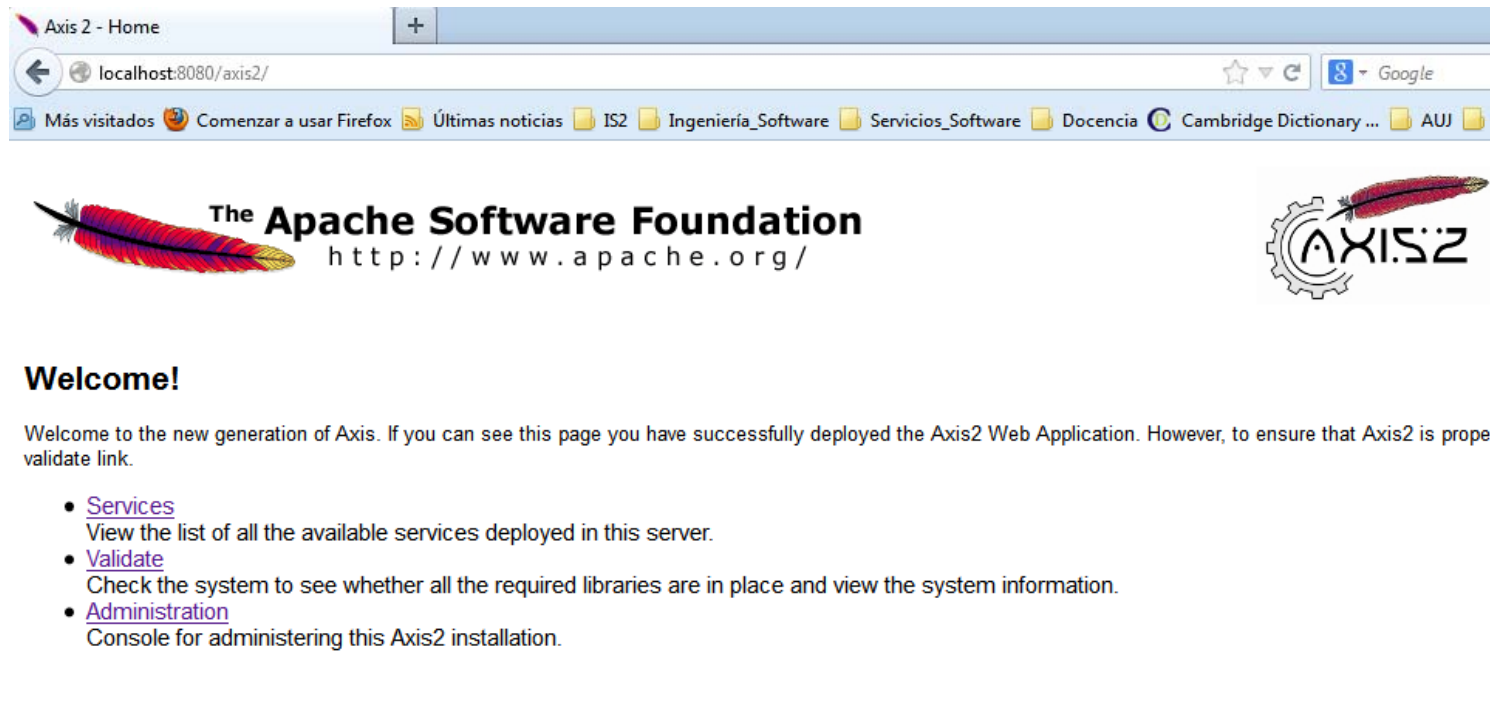 Axis 2 - Home
localhost:8080/axis2/
Google
Más visitados Comenzar a usar Firefox Últimas noticias IS2 Ingeniería_Software Servicios_Software Docencia Cambridge Dictionary ... AUJ
The Apache Software Foundation
http://www.apache.org/
AXIS2
Welcome!
Welcome to the new generation of Axis. If you can see this page you have successfully deployed the Axis2 Web Application. However, to ensure that Axis2 is prope
validate link.
Services
View the list of all the available services deployed in this server.
Validate
Check the system to see whether all the required libraries are in place and view the system information.
Administration
Console for administering this Axis2 installation.